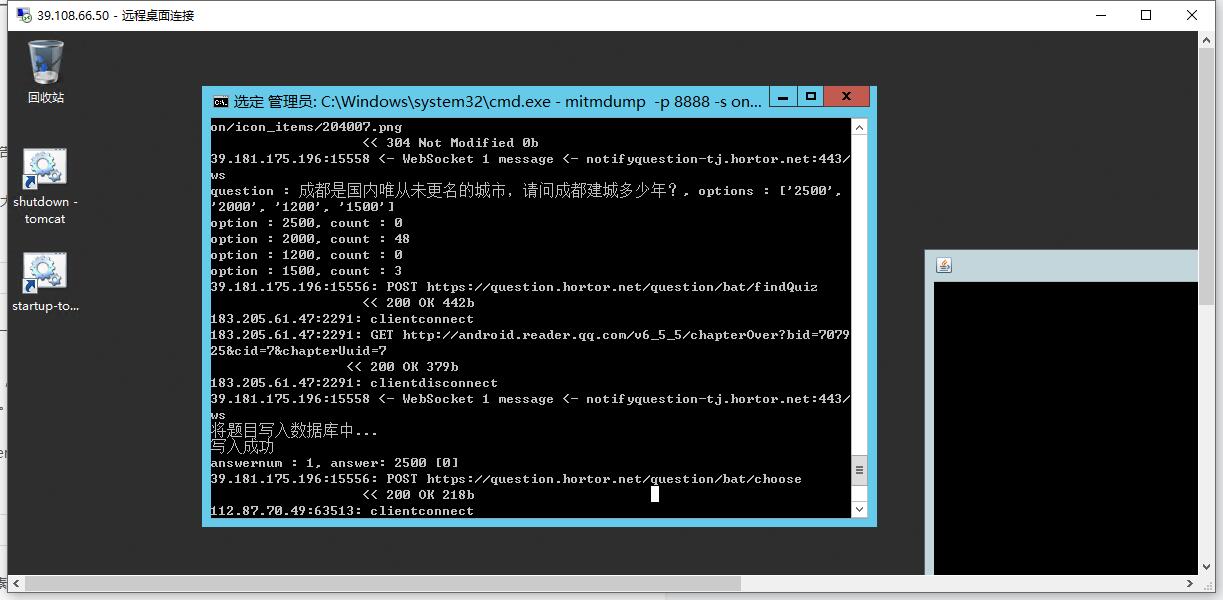 39.108.66.50 - 远程桌面连接
回收站
shutdown -
tomcat
startup-to...
选定 管理员: C:\Windows\system32\cmd.exe - mitmdump  -p 8888 -s on...
on/icon_items/204007.png
<< 304 Not Modified 0b
39.181.175.196:15558 <- WebSocket 1 message <- notifyquestion-tj.hortor.net:443/
ws
question : 成都是国内唯从未更名的城市，请问成都建城多少年？, options : ['2500',
'2000', '1200', '1500']
option : 2500, count : 0
option : 2000, count : 48
option : 1200, count : 0
option : 1500, count : 3
39.181.175.196:15556: POST https://question.hortor.net/question/bat/findQuiz
<< 200 OK 442b
183.205.61.47:2291: clientconnect
183.205.61.47:2291: GET http://android.reader.qq.com/v6_5_5/chapterOver?bid=7079
25&cid=7&chapterUuid=7
<< 200 OK 379b
183.205.61.47:2291: clientdisconnect
39.181.175.196:15558 <- WebSocket 1 message <- notifyquestion-tj.hortor.net:443/
ws
将题目写入数据库中...
写入成功
answernum : 1, answer: 2500 [0]
39.181.175.196:15556: POST https://question.hortor.net/question/bat/choose
<< 200 OK 218b
112.87.70.49:63513: clientconnect